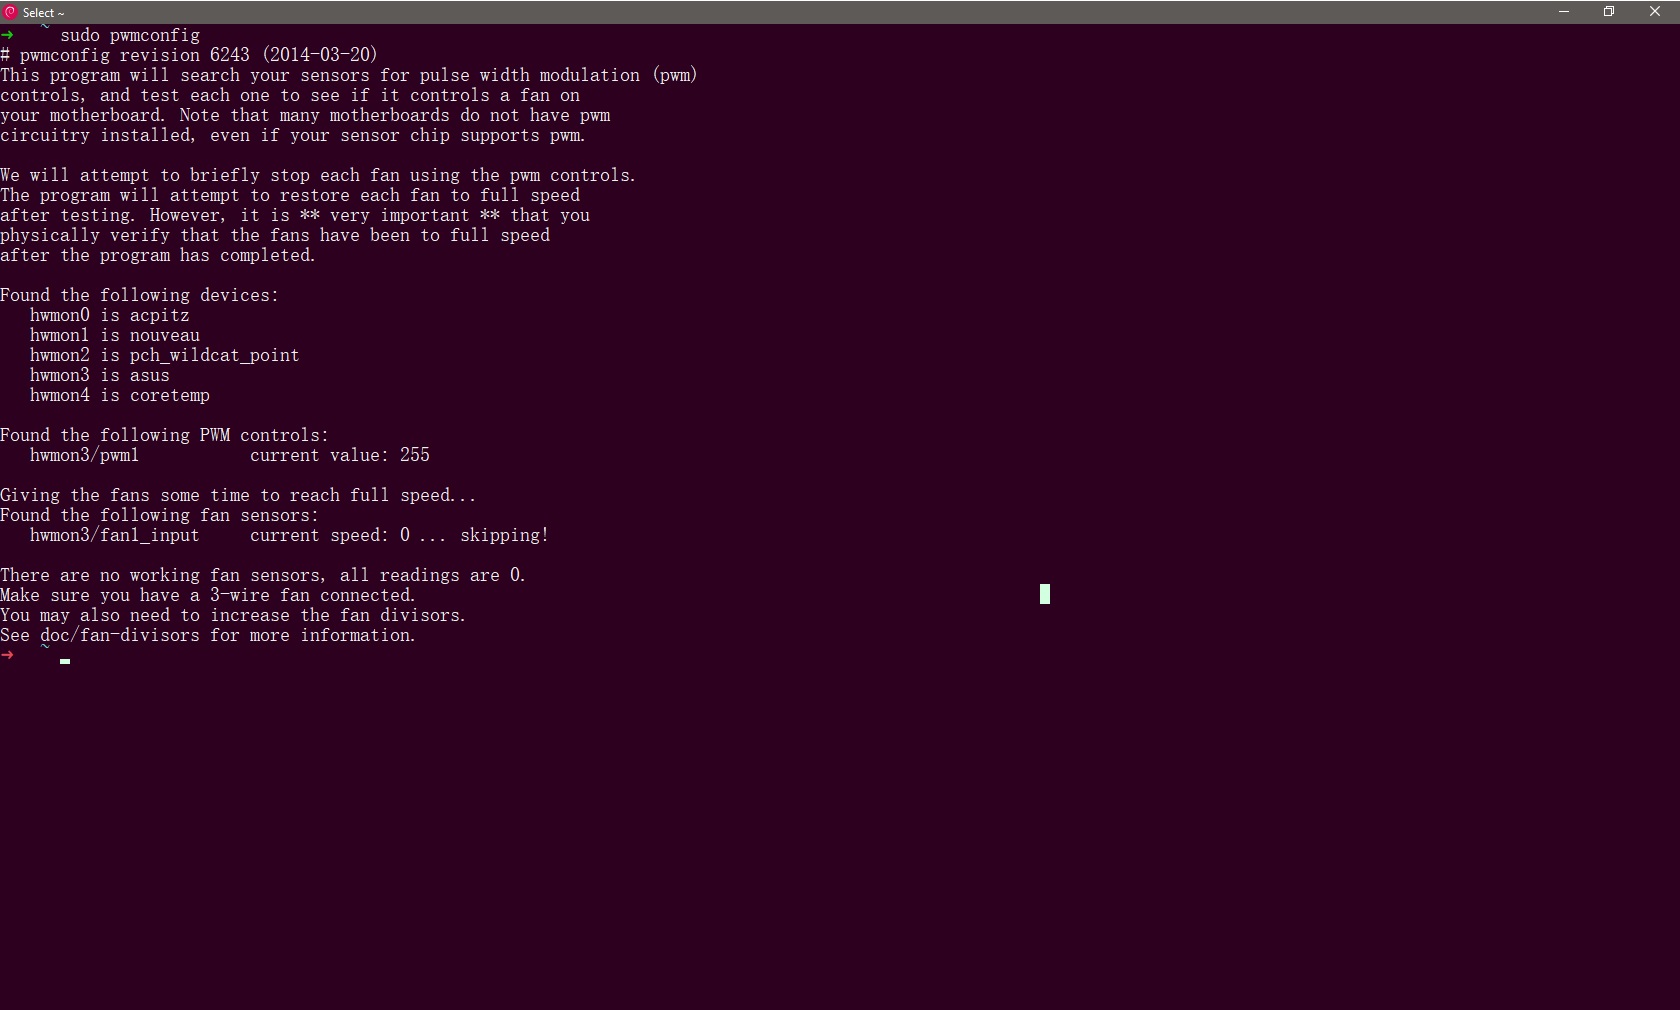 Select ~
→ ~ sudo pwmconfig
# pwmconfig revision 6243 (2014-03-20)
This program will search your sensors for pulse width modulation (pwm)
controls, and test each one to see if it controls a fan on
your motherboard. Note that many motherboards do not have pwm
circuitry installed, even if your sensor chip supports pwm.

We will attempt to briefly stop each fan using the pwm controls.
The program will attempt to restore each fan to full speed
after testing. However, it is ** very important ** that you
physically verify that the fans have been to full speed
after the program has completed.

Found the following devices:
   hwmon0 is acpitz
   hwmon1 is nouveau
   hwmon2 is pch_wildcat_point
   hwmon3 is asus
   hwmon4 is coretemp

Found the following PWM controls:
   hwmon3/pwm1           current value: 255

Giving the fans some time to reach full speed...
Found the following fan sensors:
   hwmon3/fan1_input     current speed: 0 ... skipping!

There are no working fan sensors, all readings are 0.
Make sure you have a 3-wire fan connected.
You may also need to increase the fan divisors.
See doc/fan-divisors for more information.
→ ~